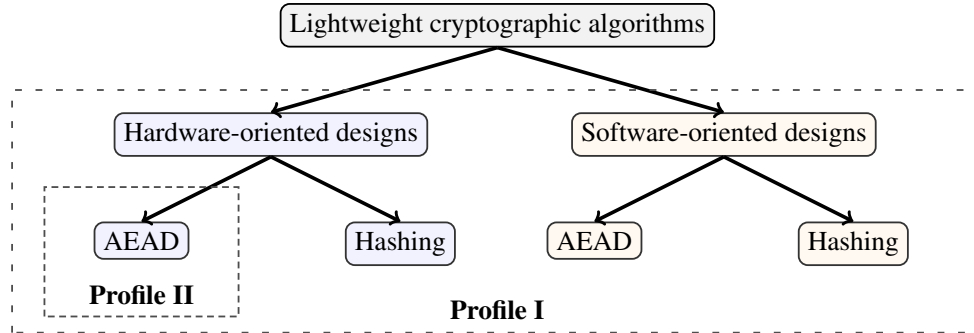 Lightweight cryptographic algorithms
Hardware-oriented designs
Software-oriented designs
AEAD
Hashing
AEAD
Hashing
Profile II
Profile I